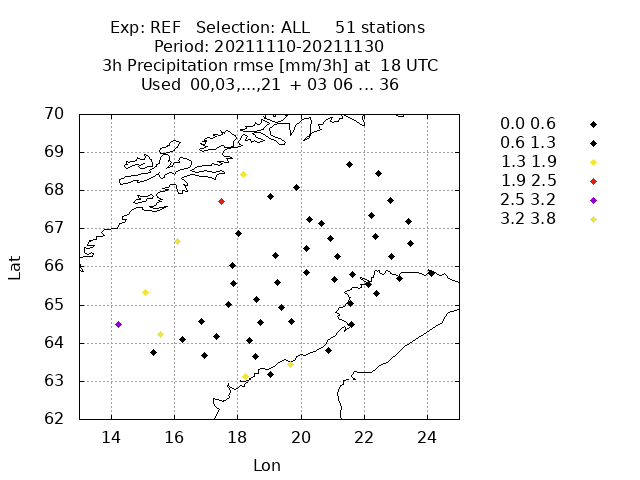 Exp: REF   Selection: ALL     51 stations
Period: 20211110-20211130
3h Precipitation rmse [mm/3h] at  18 UTC
Used  00,03,...,21  + 03 06 ... 36
70
69
68
67
66
65
64
63
62
Lat
14 16 18 20 22 24
Lon
0.0 0.6
0.6 1.3
1.3 1.9
1.9 2.5
2.5 3.2
3.2 3.8